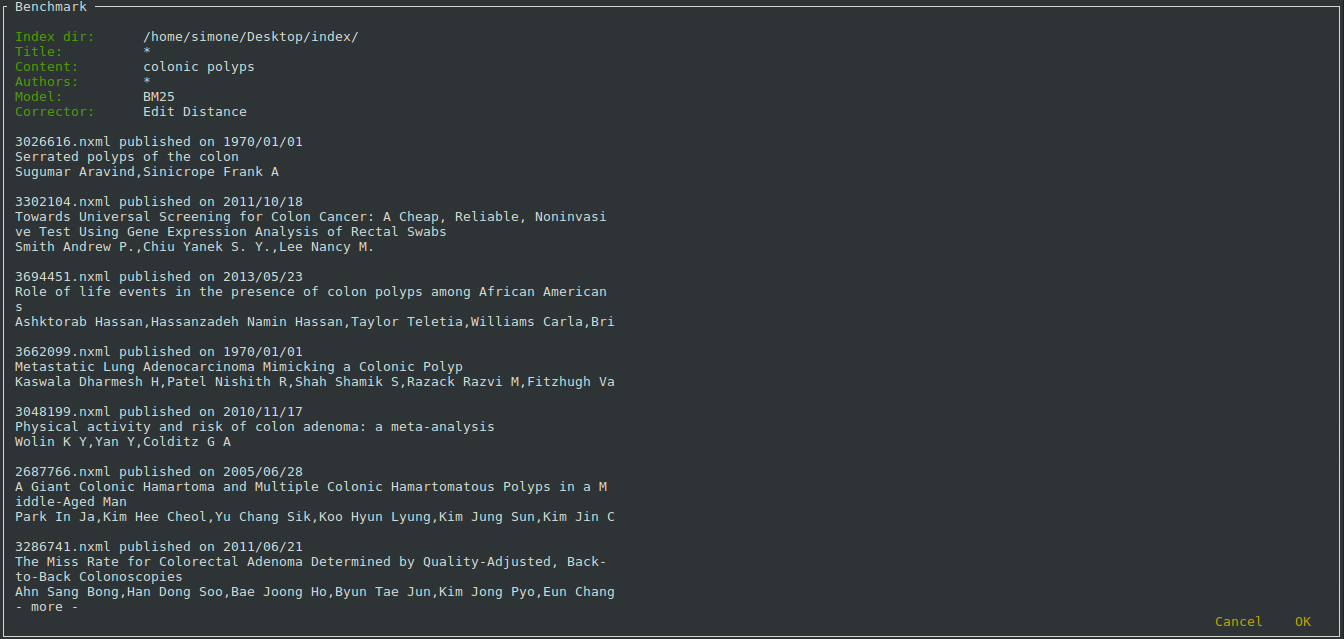 Benchmark
Index dir: /home/simone/Desktop/index/
Title: *
Content: colonic polyps
Authors: *
Model: BM25
Corrector: Edit Distance
3026616.nxml published on 1970/01/01
Serrated polyps of the colon
Sugumar Aravind,Sinicrope Frank A
3302104.nxml published on 2011/10/18
Towards Universal Screening for Colon Cancer: A Cheap, Reliable, Noninvasi
ve Test Using Gene Expression Analysis of Rectal Swabs
Smith Andrew P.,Chiu Yanek S. Y.,Lee Nancy M.
3694451.nxml published on 2013/05/23
Role of life events in the presence of colon polyps among African American
s
Ashktorab Hassan,Hassanzadeh Namin Hassan,Taylor Teletia,Williams Carla,Bri
3662099.nxml published on 1970/01/01
Metastatic Lung Adenocarcinoma Mimicking a Colonic Polyp
Kaswala Dharmesh H,Patel Nishith R,Shah Shamik S,Razack Razvi M,Fitzhugh Va
3048199.nxml published on 2010/11/17
Physical activity and risk of colon adenoma: a meta-analysis
Wolin K Y,Yan Y,Colditz G A
2687766.nxml published on 2005/06/28
A Giant Colonic Hamartoma and Multiple Colonic Hamartomatous Polyps in a M
iddle-Aged Man
Park In Ja,Kim Hee Cheol,Yu Chang Sik,Koo Hyun Lyung,Kim Jung Sun,Kim Jin C
3286741.nxml published on 2011/06/21
The Miss Rate for Colorectal Adenoma Determined by Quality-Adjusted, Back-
to-Back Colonoscopies
Ahn Sang Bong,Han Dong Soo,Bae Joong Ho,Byun Tae Jun,Kim Jong Pyo,Eun Chang
- more -
Cancel OK